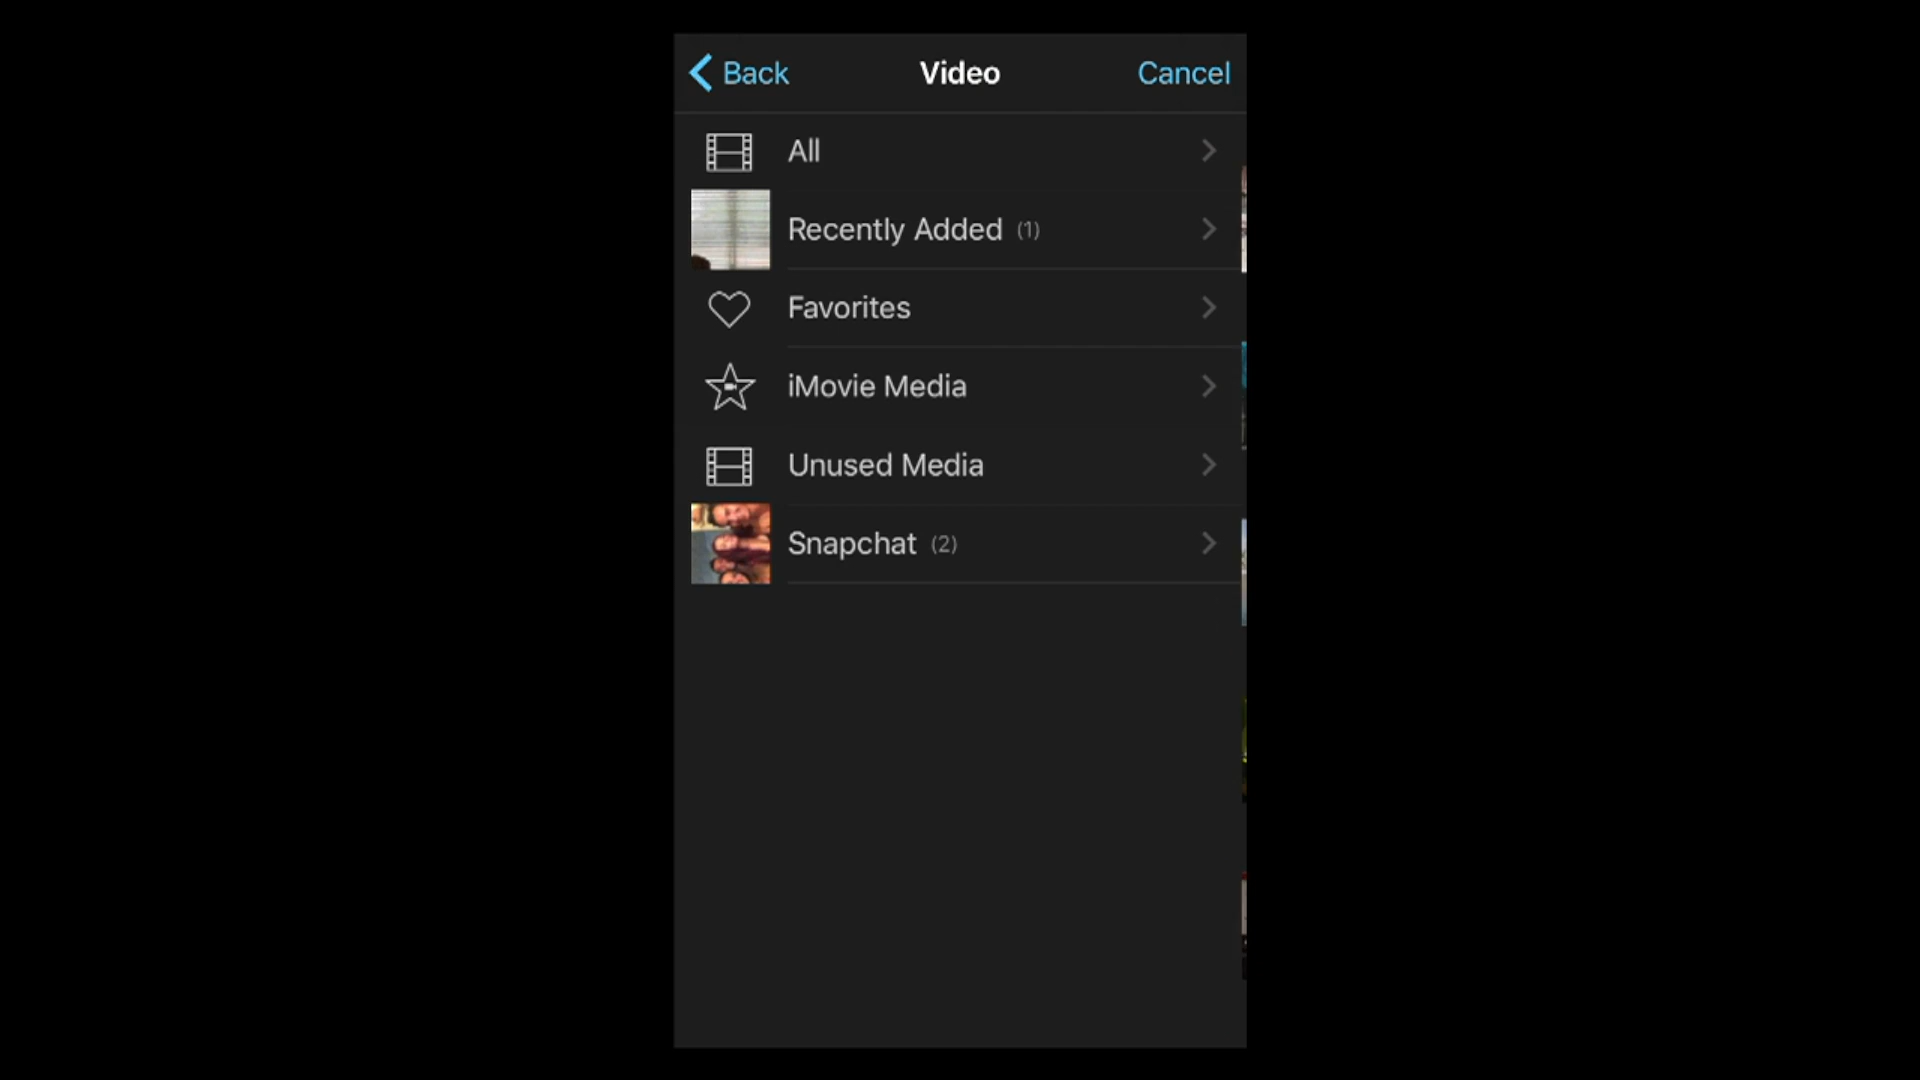 Back
Video
Cancel
All
Recently Added (1)
Favorites
iMovie Media
Unused Media
Snapchat (2)